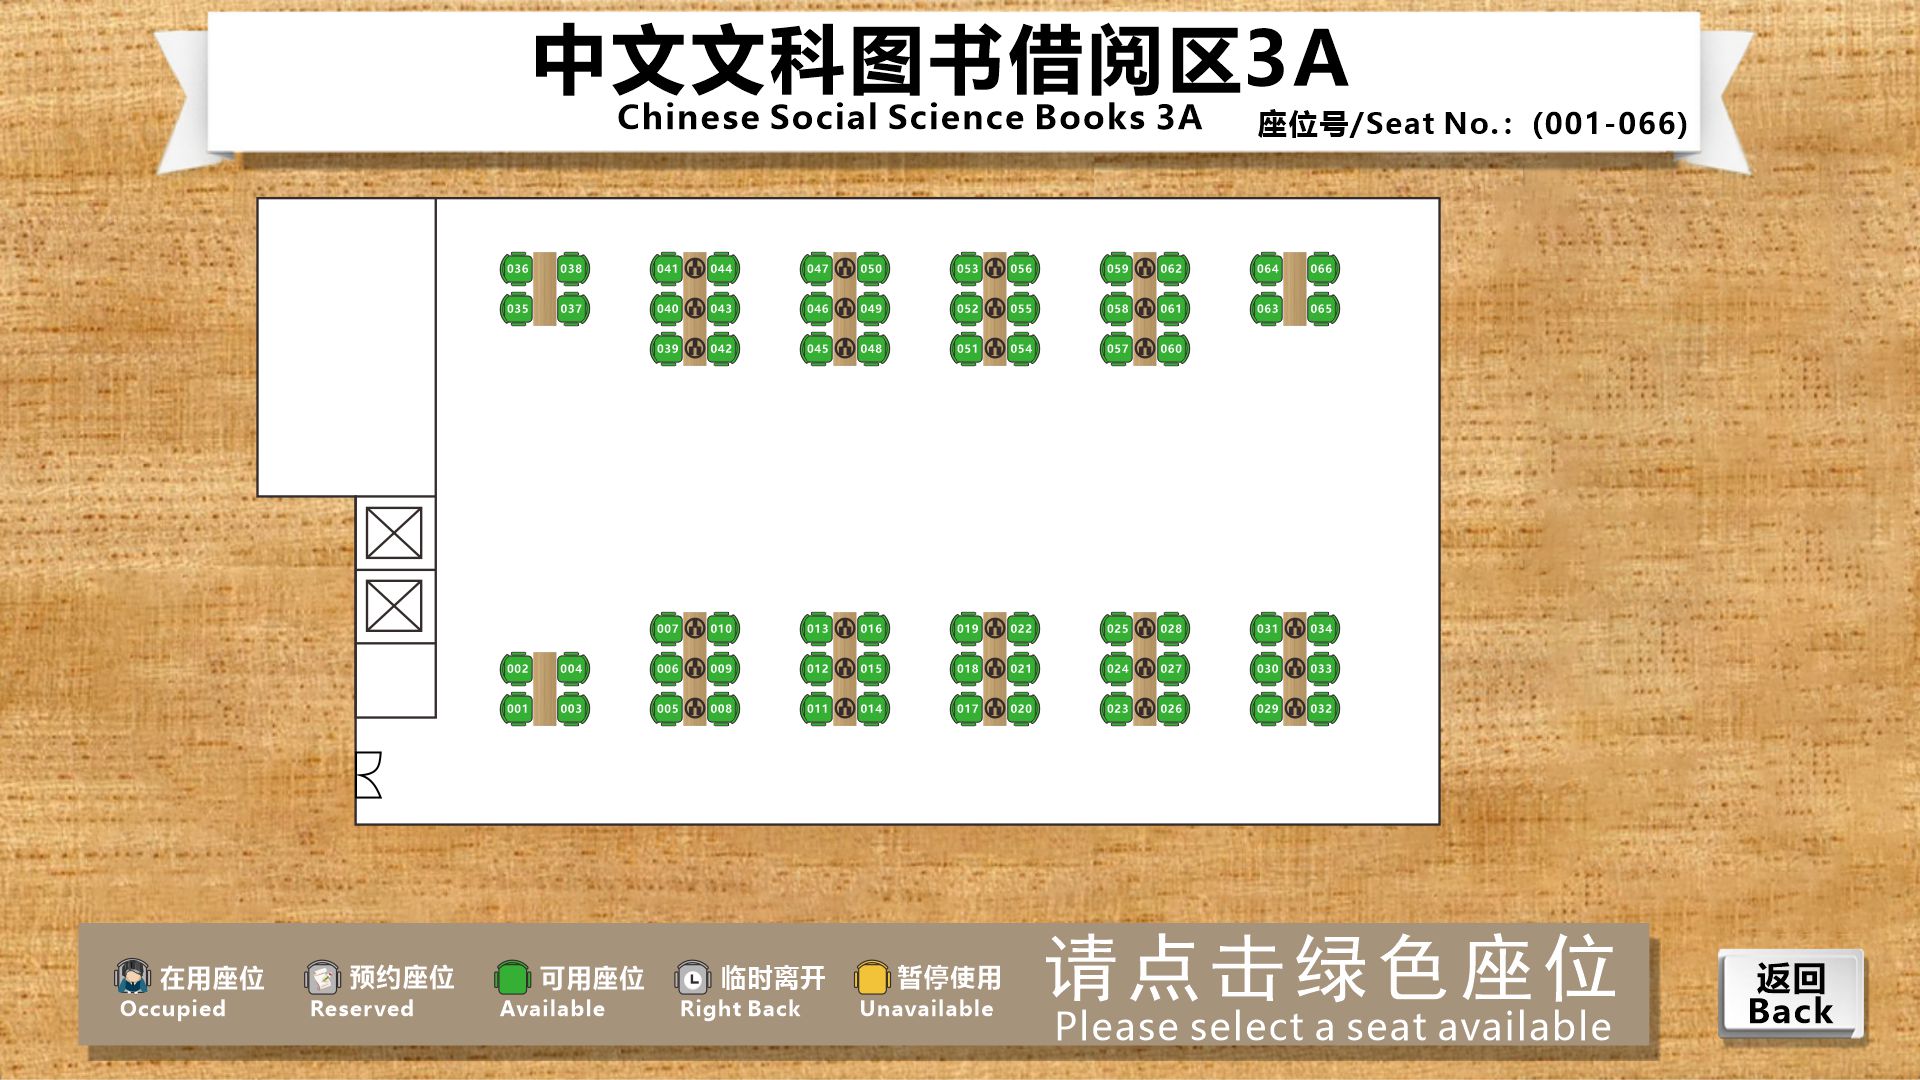 中文文科图书借阅区3A
Chinese Social Science Books 3A
座位号/Seat No.：(001-066)
036 038 041 044 047 050 053 056 059 062 064 066
035 037 040 043 046 049 052 055 058 061 063 065
039 042 045 048 051 054 057 060
007 010 013 016 019 022 025 028 031 034
002 004 006 009 012 015 018 021 024 027 030 033
001 003 005 008 011 014 017 020 023 026 029 032
在用座位 预约座位 可用座位 临时离开 暂停使用
Occupied Reserved Available Right Back Unavailable
请点击绿色座位
Please select a seat available
返回
Back